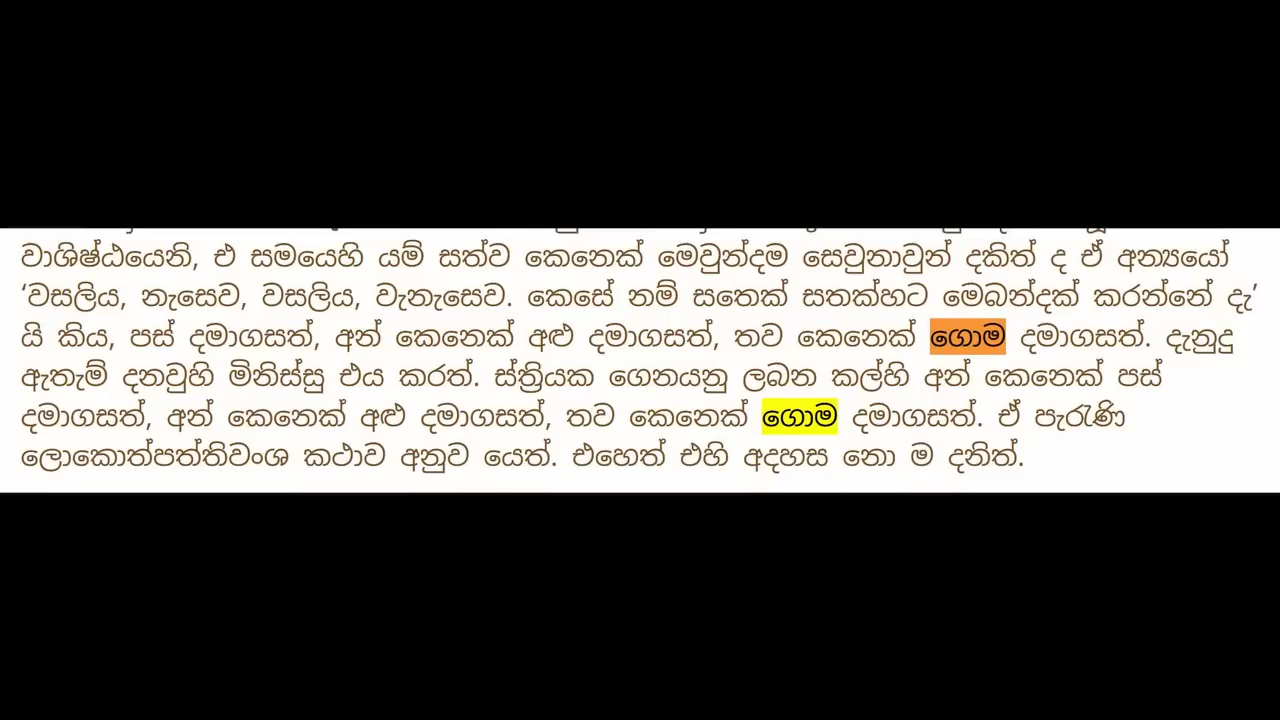 වාශිෂ්ඨයෙනි, එ සමයෙහි යම් සත්ව කෙනෙක් මෙවුන්දම් සෙවුනාවුන් දකිත් ද ඒ අන්‍යයෝ
‘වසලිය, නැසෙව, වසලිය, වැනැසෙව. කෙසේ නම් සතෙක් සතක්හට මෙබන්දක් කරන්නේ දැ’
යි කිය, පස් දමාගසත්, අන් කෙනෙක් අළු දමාගසත්, තව කෙනෙක් ගොම දමාගසත්. දැනුදු
ඇතැම් දනවුහි මිනිස්සු එය කරත්. ස්ත්‍රියක ගෙනයනු ලබන කල්හි අන් කෙනෙක් පස්
දමාගසත්, අන් කෙනෙක් අළු දමාගසත්, තව කෙනෙක් ගොම දමාගසත්. ඒ පැරැණි
ලොකොත්පත්තිවංශ කථාව අනුව යෙත්. එහෙත් එහි අදහස නො ම දනිත්.